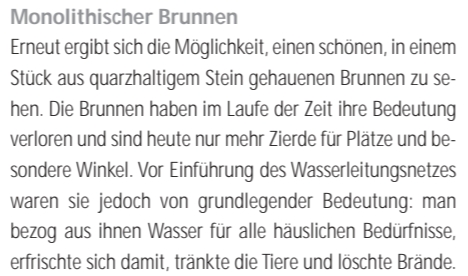 Monolithischer Brunnen
Erneut ergibt sich die Möglichkeit, einen schönen, in einem
Stück aus quarzhaltigem Stein gehauenen Brunnen zu se-
hen. Die Brunnen haben im Laufe der Zeit ihre Bedeutung
verloren und sind heute nur mehr Zierde für Plätze und be-
sondere Winkel. Vor Einführung des Wasserleitungsnetzes
waren sie jedoch von grundlegender Bedeutung: man
bezog aus ihnen Wasser für alle häuslichen Bedürfnisse,
erfrischte sich damit, tränkte die Tiere und löschte Brände.